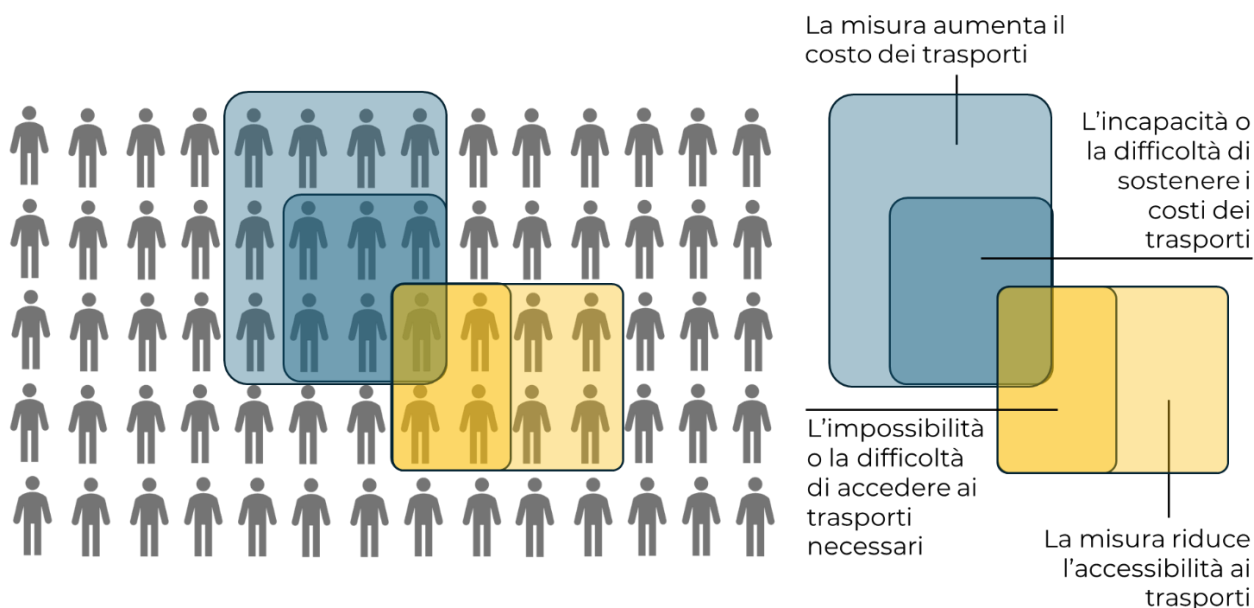 La misura aumenta il
costo dei trasporti
L'incapacità o
la difficoltà di
sostenere i
costi dei
trasporti
L'impossibilità
o la difficoltà
di accedere ai
trasporti
necessari
La misura riduce
l'accessibilità ai
trasporti